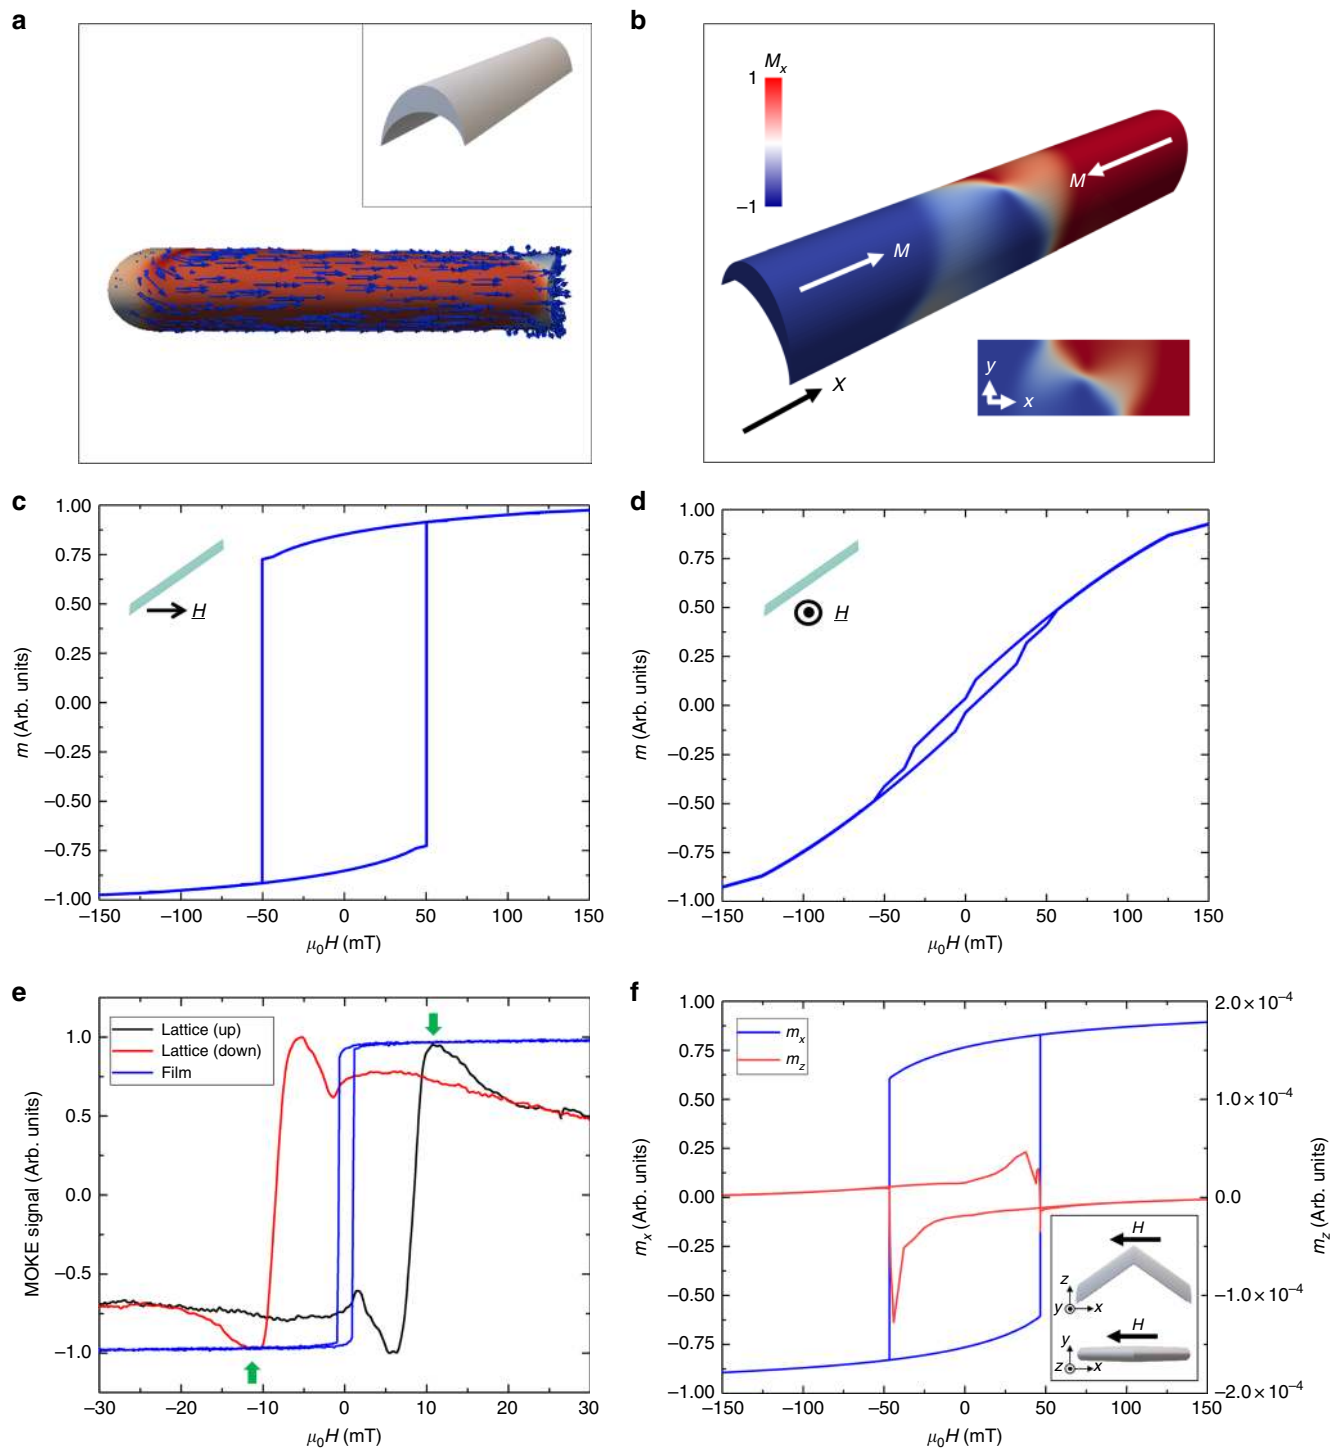 a
b
M_x
1
−1
M
M
X
y
x
c
1.00
0.75
0.50
0.25
0.00
−0.25
−0.50
−0.75
−1.00
m (Arb. units)
H
−150 −100 −50 0 50 100 150
μ₀H (mT)
d
1.00
0.75
0.50
0.25
0.00
−0.25
−0.50
−0.75
−1.00
m (Arb. units)
H
−150 −100 −50 0 50 100 150
μ₀H (mT)
e
Lattice (up)
Lattice (down)
Film
1.0
0.5
0.0
−0.5
−1.0
MOKE signal (Arb. units)
−30 −20 −10 0 10 20 30
μ₀H (mT)
f
m_x
m_z
1.00
0.75
0.50
0.25
0.00
−0.25
−0.50
−0.75
−1.00
m_x (Arb. units)
2.0×10⁻⁴
1.0×10⁻⁴
0.0
−1.0×10⁻⁴
−2.0×10⁻⁴
m_z (Arb. units)
H
z
y x
H
y
z x
−150 −100 −50 0 50 100 150
μ₀H (mT)